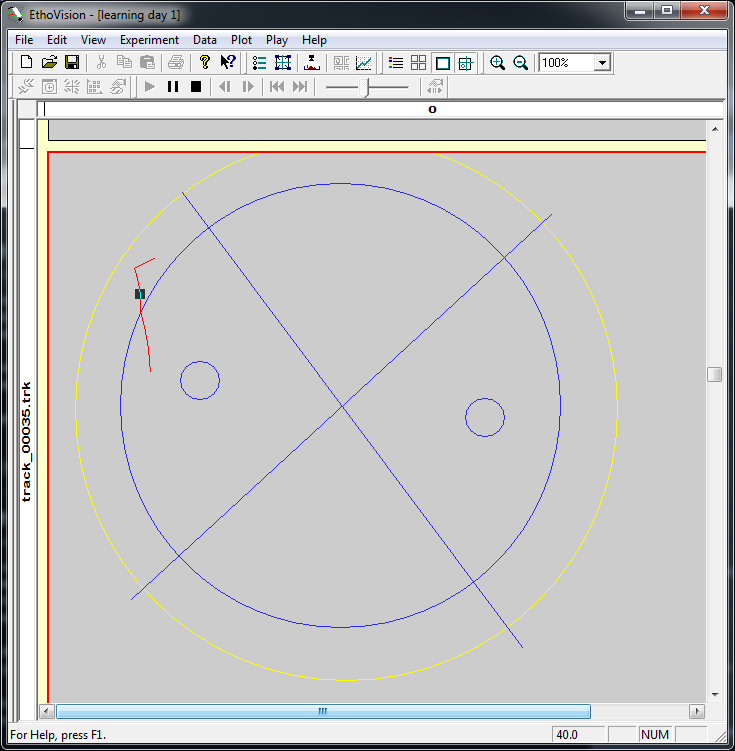 EthoVision - [learning day 1]
File Edit View Experiment Data Plot Play Help
100%
0
track_00035.trk
For Help, press F1.
40.0
NUM